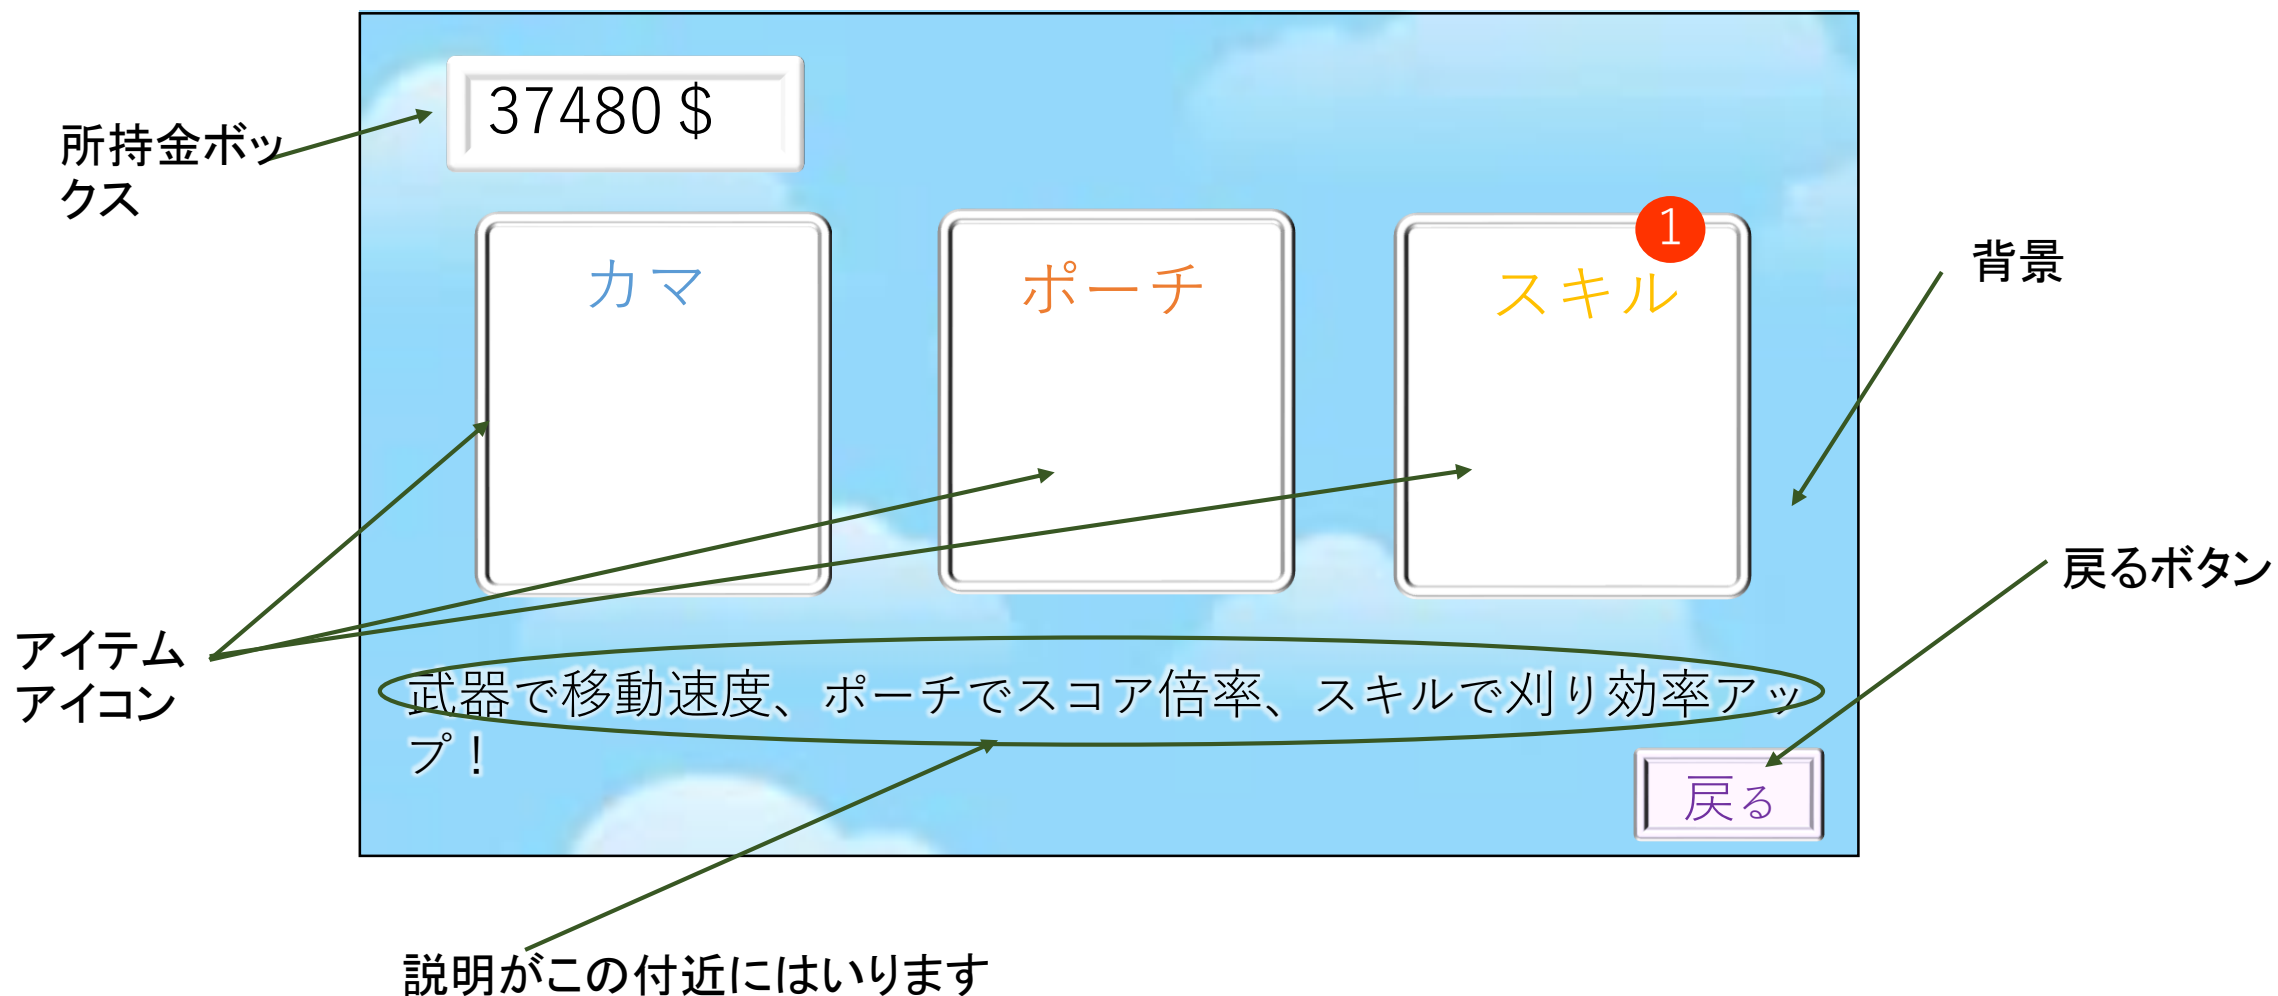 37480＄
所持金ボッ
クス
カマ
ポーチ
スキル
1
背景
戻るボタン
アイテム
アイコン
武器で移動速度、ポーチでスコア倍率、スキルで刈り効率アッ
プ！
戻る
説明がこの付近にはいります